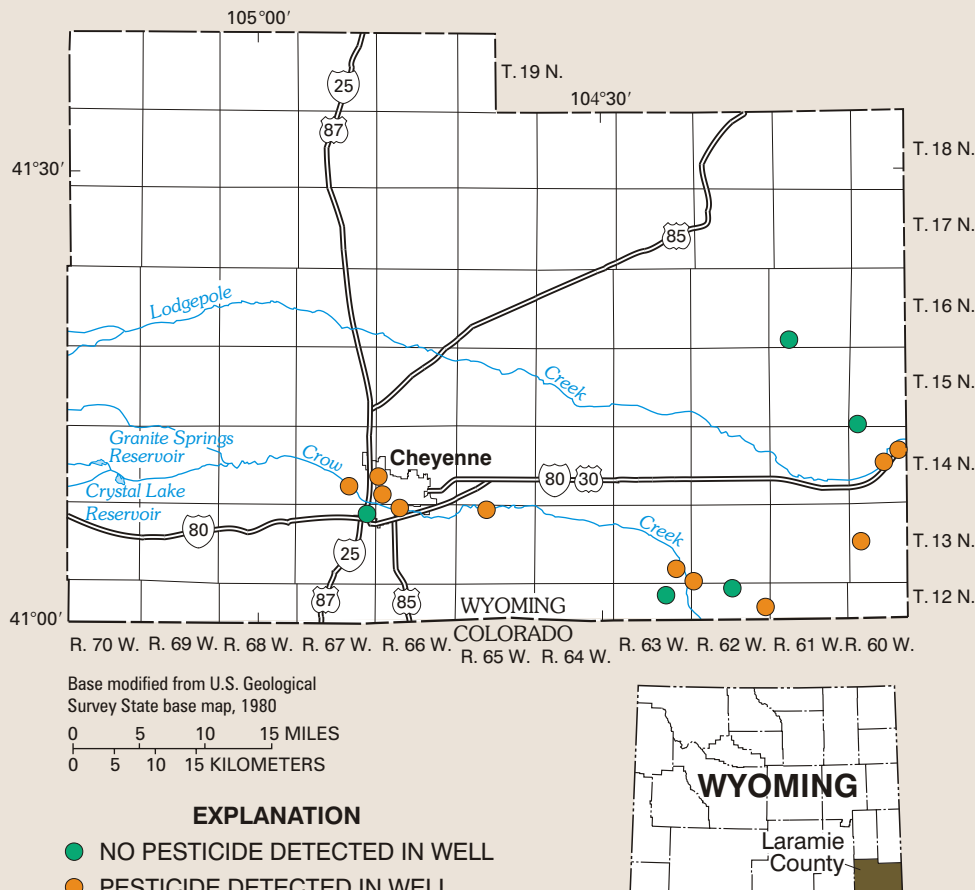 105°00'
T. 19 N.
25
104°30'
87
T. 18 N.
41°30'
T. 17 N.
85
Lodgepole
T. 16 N.
Creek
T. 15 N.
Granite Springs
Reservoir
Crow
Cheyenne
T. 14 N.
80 30
Crystal Lake
Reservoir
80
Creek
T. 13 N.
25
87
85
WYOMING
T. 12 N.
41°00'
COLORADO
R. 70 W. R. 69 W. R. 68 W. R. 67 W. R. 66 W. R. 65 W. R. 64 W. R. 63 W. R. 62 W. R. 61 W. R. 60 W.
Base modified from U.S. Geological
Survey State base map, 1980
0 5 10 15 MILES
0 5 10 15 KILOMETERS
EXPLANATION
NO PESTICIDE DETECTED IN WELL
PESTICIDE DETECTED IN WELL
WYOMING
Laramie
County